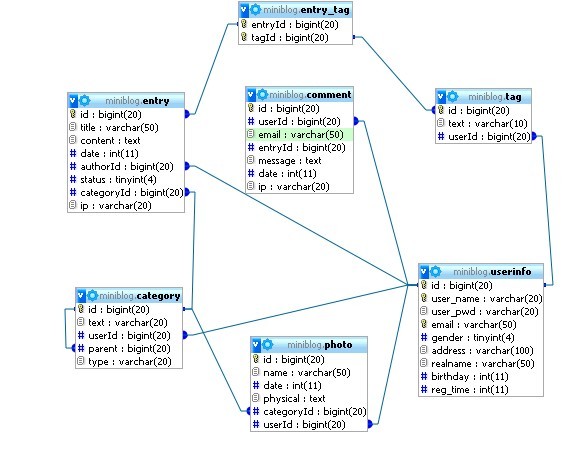 miniblog.entry_tag
entryId : bigint(20)
tagId : bigint(20)
miniblog.entry
id : bigint(20)
title : varchar(50)
content : text
# date : int(11)
# authorId : bigint(20)
# status : tinyint(4)
# categoryId : bigint(20)
ip : varchar(20)
miniblog.comment
id : bigint(20)
# userId : bigint(20)
email : varchar(50)
# entryId : bigint(20)
message : text
# date : int(11)
ip : varchar(20)
miniblog.tag
id : bigint(20)
text : varchar(10)
# userId : bigint(20)
miniblog.category
id : bigint(20)
text : varchar(20)
# userId : bigint(20)
# parent : bigint(20)
type : varchar(20)
miniblog.photo
id : bigint(20)
name : varchar(50)
# date : int(11)
physical : text
# categoryId : bigint(20)
# userId : bigint(20)
miniblog.userinfo
id : bigint(20)
user_name : varchar(20)
user_pwd : varchar(20)
email : varchar(50)
# gender : tinyint(4)
address : varchar(100)
realname : varchar(50)
# birthday : int(11)
# reg_time : int(11)